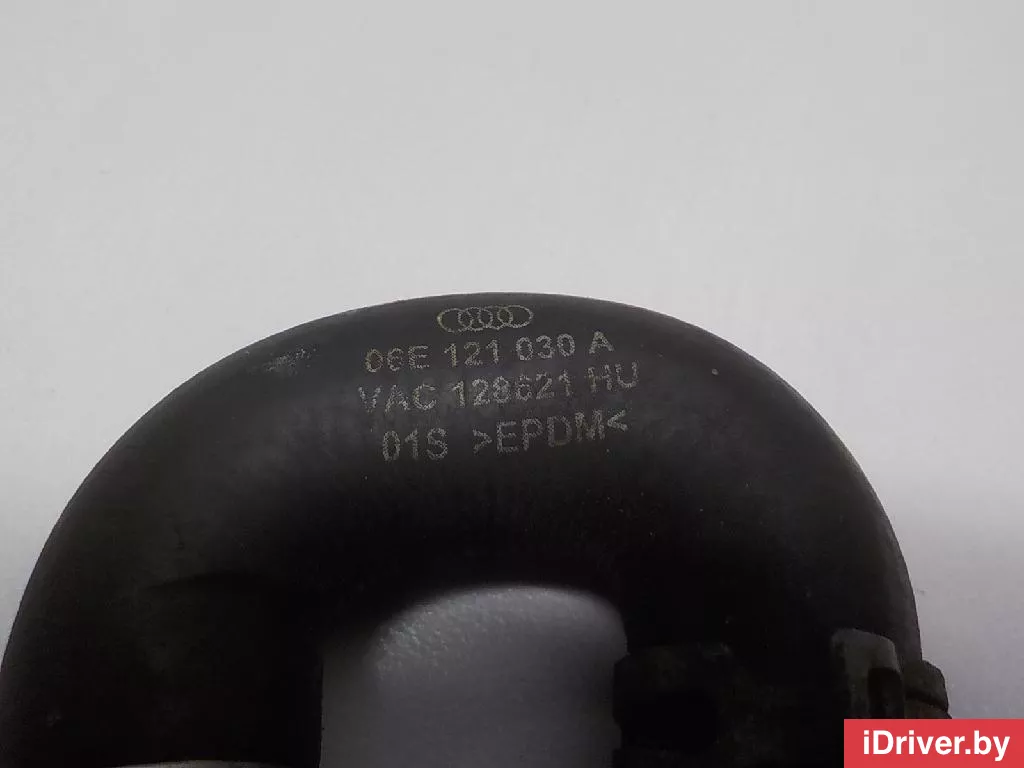 06E 121 030 A
VAC 128621 HU
01S >EPDM<
iDriver.by